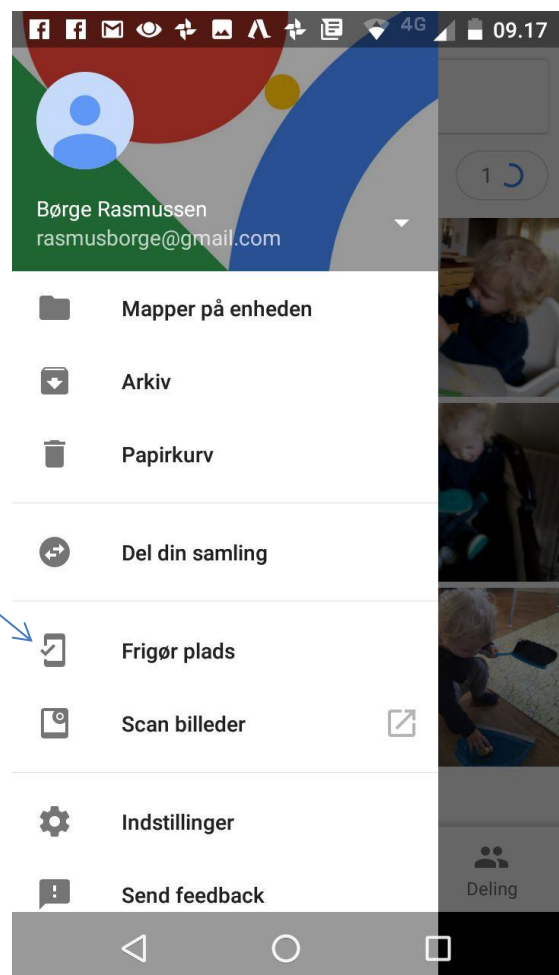 4G 09.17
1
Børge Rasmussen
rasmusborge@gmail.com
Mapper på enheden
Arkiv
Papirkurv
Del din samling
Frigør plads
Scan billeder
Indstillinger
Send feedback
Deling